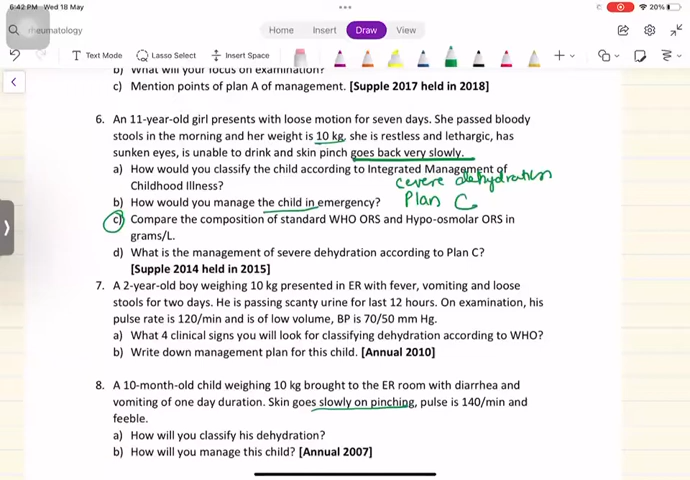 6:42 PM Wed 18 May
20%
rheumatology
Home Insert Draw View
Text Mode Lasso Select Insert Space
b) What will your focus on examination?
c) Mention points of plan A of management. [Supple 2017 held in 2018]
6. An 11-year-old girl presents with loose motion for seven days. She passed bloody
stools in the morning and her weight is 10 kg, she is restless and lethargic, has
sunken eyes, is unable to drink and skin pinch goes back very slowly.
a) How would you classify the child according to Integrated Management of
Childhood Illness?
cevere dehydration
b) How would you manage the child in emergency? Plan C
c) Compare the composition of standard WHO ORS and Hypo-osmolar ORS in
grams/L.
d) What is the management of severe dehydration according to Plan C?
[Supple 2014 held in 2015]
7. A 2-year-old boy weighing 10 kg presented in ER with fever, vomiting and loose
stools for two days. He is passing scanty urine for last 12 hours. On examination, his
pulse rate is 120/min and is of low volume, BP is 70/50 mm Hg.
a) What 4 clinical signs you will look for classifying dehydration according to WHO?
b) Write down management plan for this child. [Annual 2010]
8. A 10-month-old child weighing 10 kg brought to the ER room with diarrhea and
vomiting of one day duration. Skin goes slowly on pinching, pulse is 140/min and
feeble.
a) How will you classify his dehydration?
b) How will you manage this child? [Annual 2007]